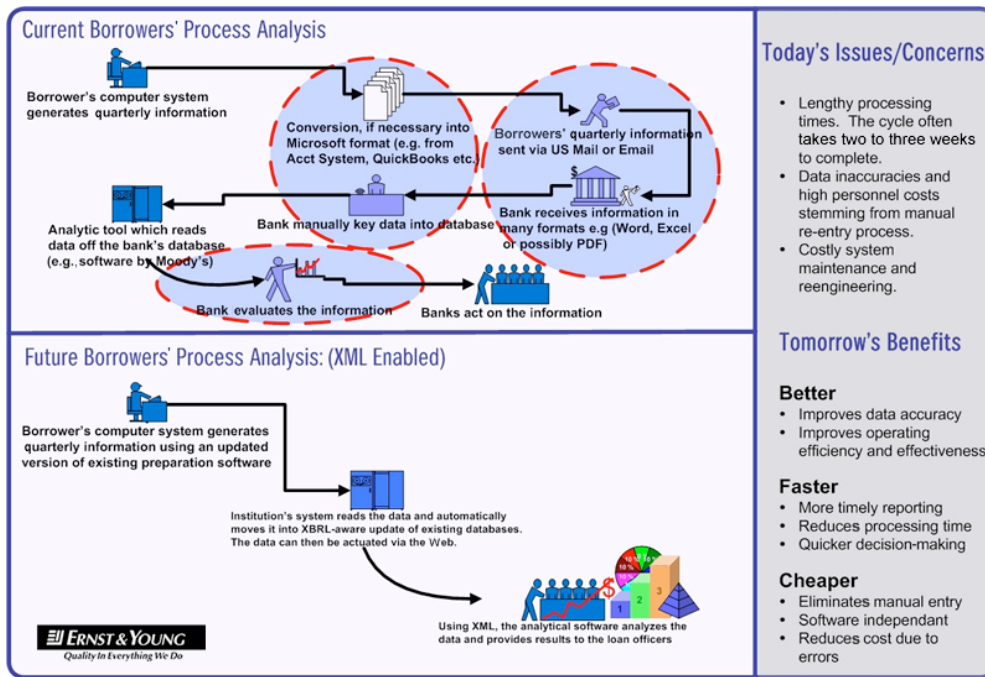 Current Borrowers' Process Analysis
Borrower's computer system
generates quarterly information
Conversion, if necessary into
Microsoft format (e.g. from
Acct System, QuickBooks etc.)
Borrowers' quarterly information
sent via US Mail or Email
$
Bank receives information in
many formats e.g (Word, Excel
or possibly PDF)
Bank manually key data into database
Analytic tool which reads
data off the bank's database
(e.g., software by Moody's)
Bank evaluates the information
Banks act on the information
Future Borrowers' Process Analysis: (XML Enabled)
Borrower's computer system generates
quarterly information using an updated
version of existing preparation software
Institution's system reads the data and automatically
moves it into XBRL-aware update of existing databases.
The data can then be actuated via the Web.
$
10 %
10 %
10 %
1
2
3
Using XML, the analytical software analyzes the
data and provides results to the loan officers
ERNST & YOUNG
Quality In Everything We Do
Today's Issues/Concerns
• Lengthy processing
times. The cycle often
takes two to three weeks
to complete.
• Data inaccuracies and
high personnel costs
stemming from manual
re-entry process.
• Costly system
maintenance and
reengineering.
Tomorrow's Benefits
Better
• Improves data accuracy
• Improves operating
efficiency and effectiveness
Faster
• More timely reporting
• Reduces processing time
• Quicker decision-making
Cheaper
• Eliminates manual entry
• Software independant
• Reduces cost due to
errors